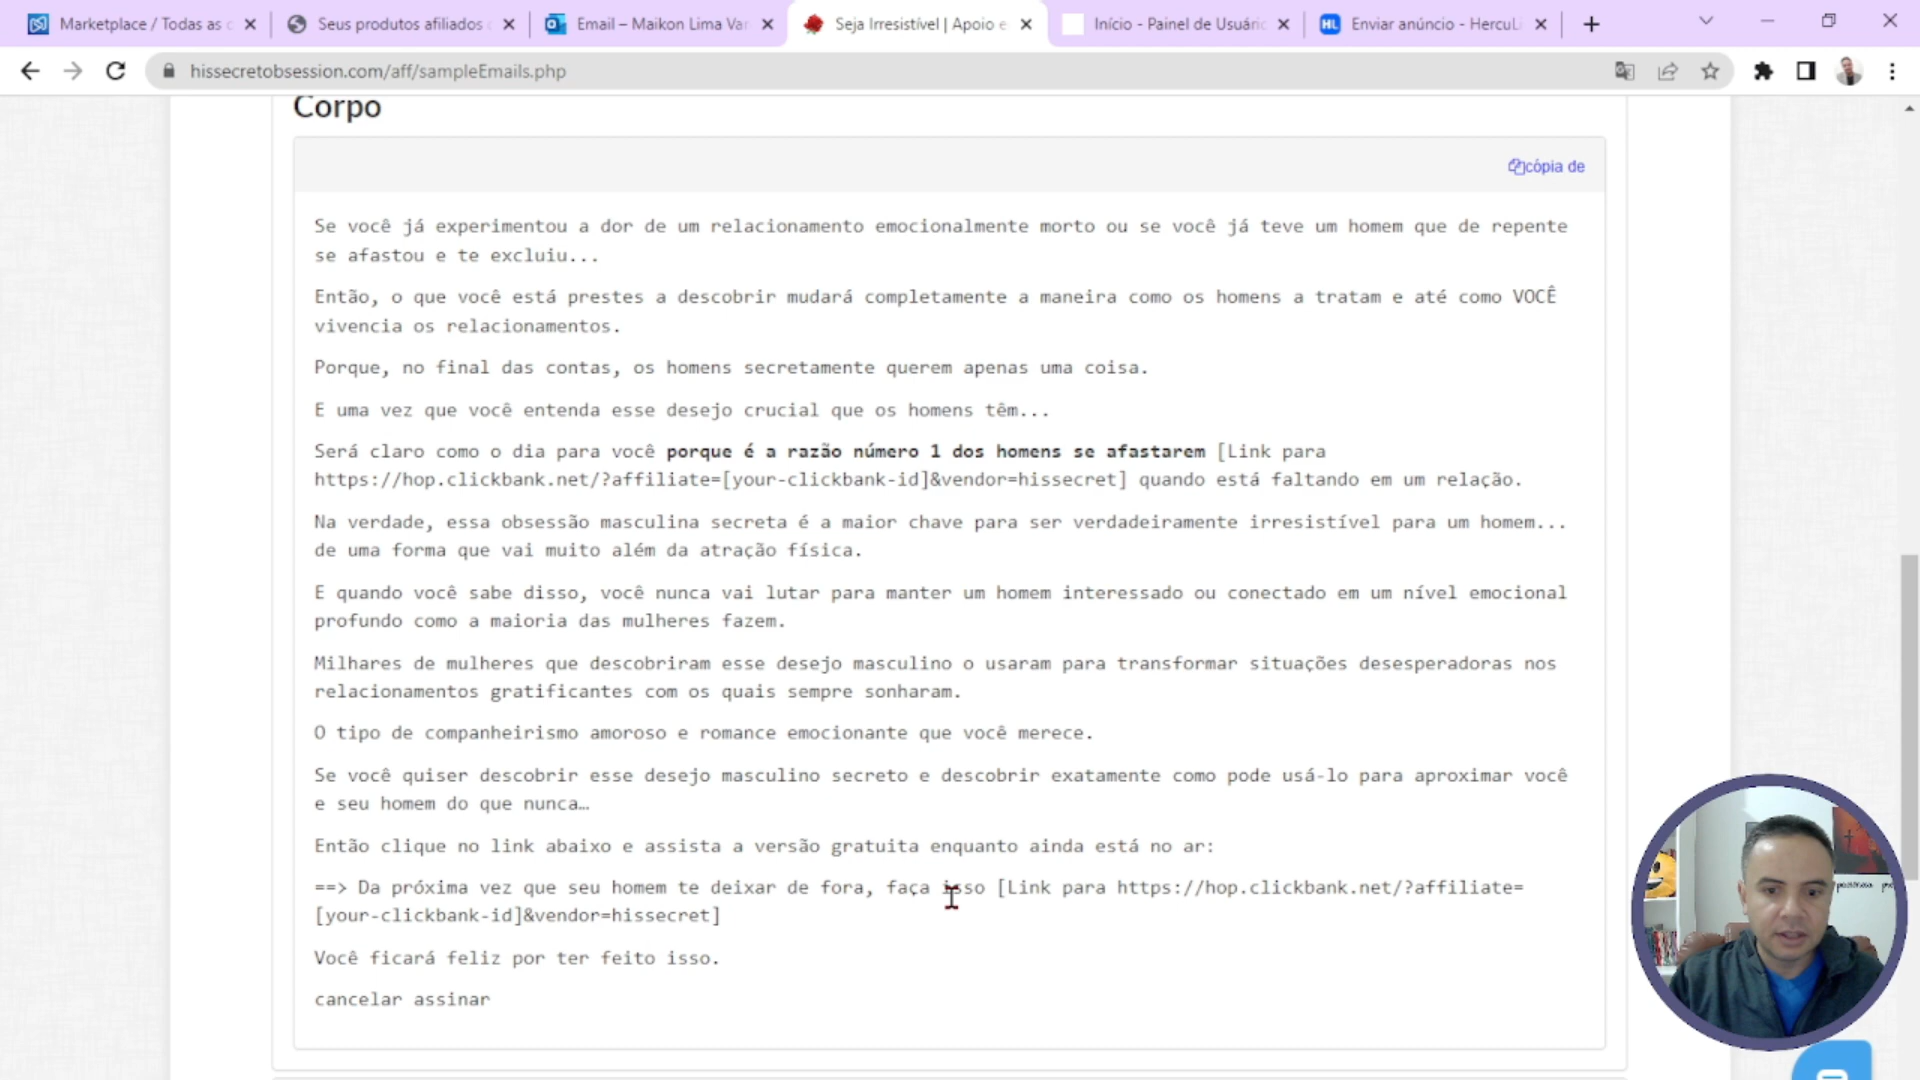 Marketplace / Todas as c
Seus produtos afiliados
Email – Maikon Lima Var
Seja Irresistível | Apoio e
Início - Painel de Usuário
HL
Enviar anúncio - HercuL
hissecretobsession.com/aff/sampleEmails.php
Corpo
cópia de
Se você já experimentou a dor de um relacionamento emocionalmente morto ou se você já teve um homem que de repente
se afastou e te excluiu...
Então, o que você está prestes a descobrir mudará completamente a maneira como os homens a tratam e até como VOCÊ
vivencia os relacionamentos.
Porque, no final das contas, os homens secretamente querem apenas uma coisa.
E uma vez que você entenda esse desejo crucial que os homens têm...
Será claro como o dia para você porque é a razão número 1 dos homens se afastarem [Link para
https://hop.clickbank.net/?affiliate=[your-clickbank-id]&vendor=hissecret] quando está faltando em um relação.
Na verdade, essa obsessão masculina secreta é a maior chave para ser verdadeiramente irresistível para um homem...
de uma forma que vai muito além da atração física.
E quando você sabe disso, você nunca vai lutar para manter um homem interessado ou conectado em um nível emocional
profundo como a maioria das mulheres fazem.
Milhares de mulheres que descobriram esse desejo masculino o usaram para transformar situações desesperadoras nos
relacionamentos gratificantes com os quais sempre sonharam.
O tipo de companheirismo amoroso e romance emocionante que você merece.
Se você quiser descobrir esse desejo masculino secreto e descobrir exatamente como pode usá-lo para aproximar você
e seu homem do que nunca…
Então clique no link abaixo e assista a versão gratuita enquanto ainda está no ar:
==> Da próxima vez que seu homem te deixar de fora, faça isso [Link para https://hop.clickbank.net/?affiliate=
[your-clickbank-id]&vendor=hissecret]
Você ficará feliz por ter feito isso.
cancelar assinar